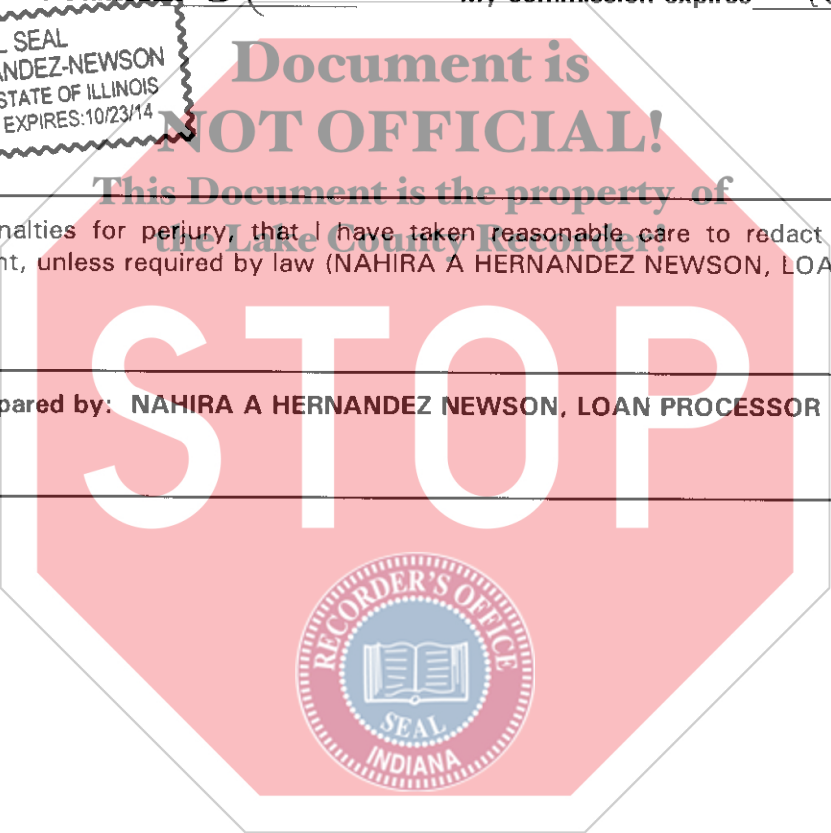 My commission expires
L SEAL
ANDEZ-NEWSON
STATE OF ILLINOIS
EXPIRES:10/23/14
Document is
NOT OFFICIAL!
This Document is the property of
the Lake County Recorder!
nalties for perjury, that I have taken reasonable care to redact
nt, unless required by law (NAHIRA A HERNANDEZ NEWSON, LOA
STOP
pared by: NAHIRA A HERNANDEZ NEWSON, LOAN PROCESSOR
RECORDER'S OFFICE
SEAL
INDIANA